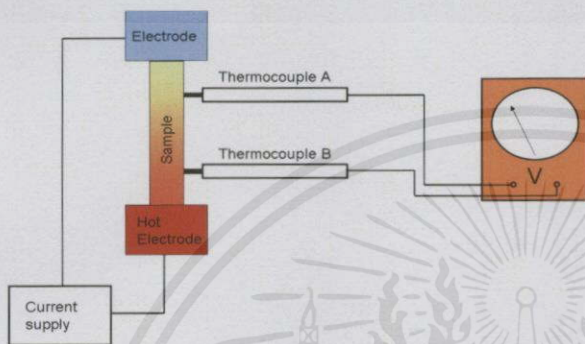 Electrode
Thermocouple A
Sample
Thermocouple B
V
Hot
Electrode
Current
supply